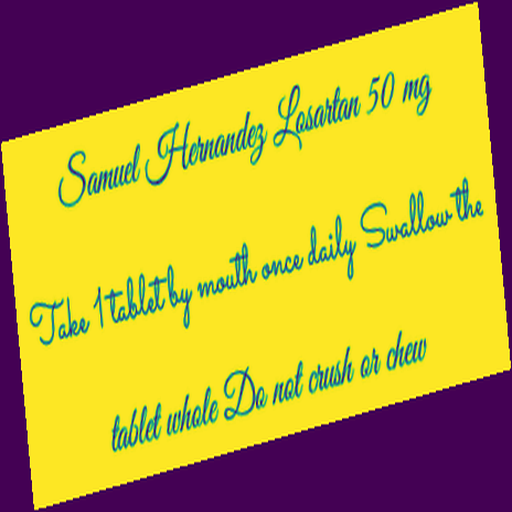 Samuel Hernandez Losartan 50 mg
Take 1 tablet by mouth once daily Swallow the
tablet whole Do not crush or chew